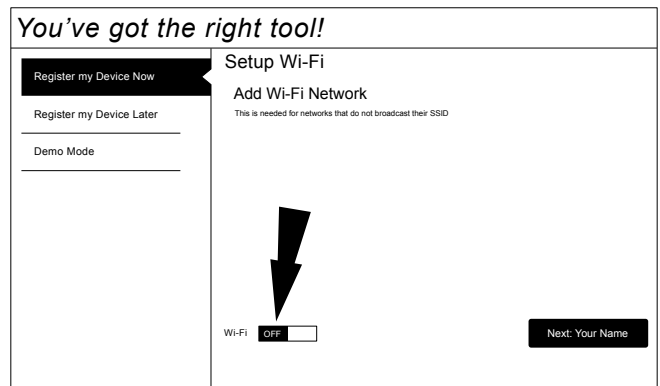 You've got the right tool!
Register my Device Now
Register my Device Later
Demo Mode
Setup Wi-Fi
Add Wi-Fi Network
This is needed for networks that do not broadcast their SSID
Wi-Fi OFF
Next: Your Name